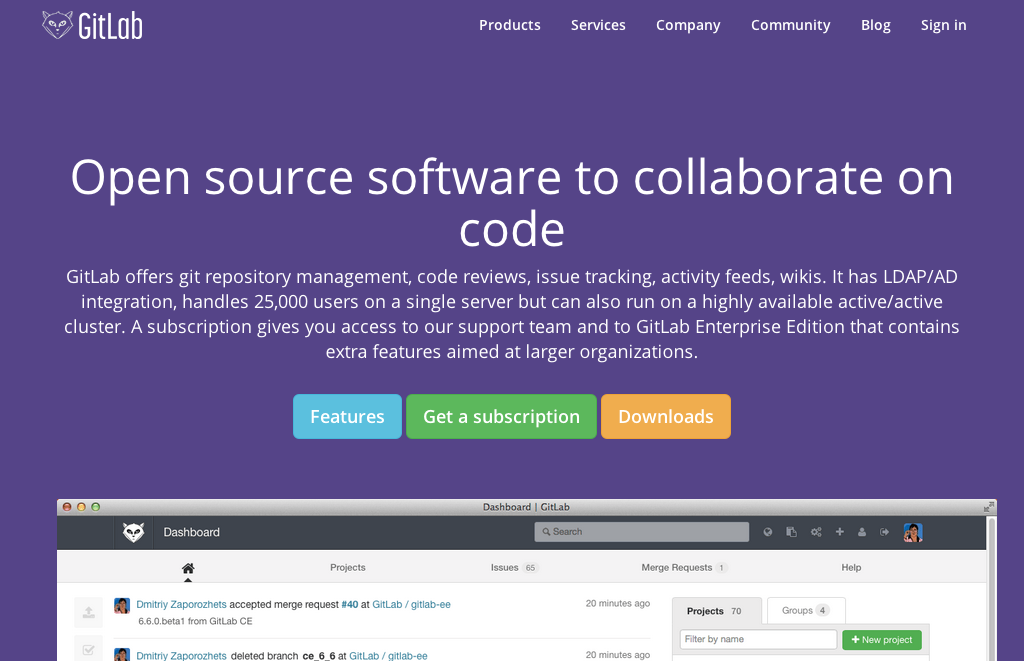 GitLab
Products Services Company Community Blog Sign in
Open source software to collaborate on
code
GitLab offers git repository management, code reviews, issue tracking, activity feeds, wikis. It has LDAP/AD
integration, handles 25,000 users on a single server but can also run on a highly available active/active
cluster. A subscription gives you access to our support team and to GitLab Enterprise Edition that contains
extra features aimed at larger organizations.
Features Get a subscription Downloads
Dashboard | GitLab
Dashboard Search
Projects Issues 65 Merge Requests 1 Help
Dmitriy Zaporozhets accepted merge request #40 at GitLab / gitlab-ee 20 minutes ago
6.6.0.beta1 from GitLab CE
Projects 70 Groups 4
Filter by name New project
Dmitriy Zaporozhets deleted branch ce_6_6 at GitLab / gitlab-ee 20 minutes ago